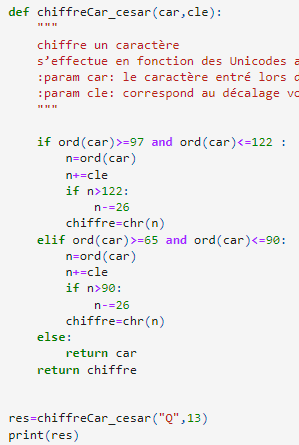 def chiffreCar_cesar(car,cle):
    """
    chiffre un caractère
    s’effectue en fonction des Unicodes
    :param car: le caractère entré lors
    :param cle: correspond au décalage
    """
    if ord(car)>=97 and ord(car)<=122 :
        n=ord(car)
        n+=cle
        if n>122:
            n-=26
        chiffre=chr(n)
    elif ord(car)>=65 and ord(car)<=90:
        n=ord(car)
        n+=cle
        if n>90:
            n-=26
        chiffre=chr(n)
    else:
        return car
    return chiffre
res=chiffreCar_cesar("Q",13)
print(res)